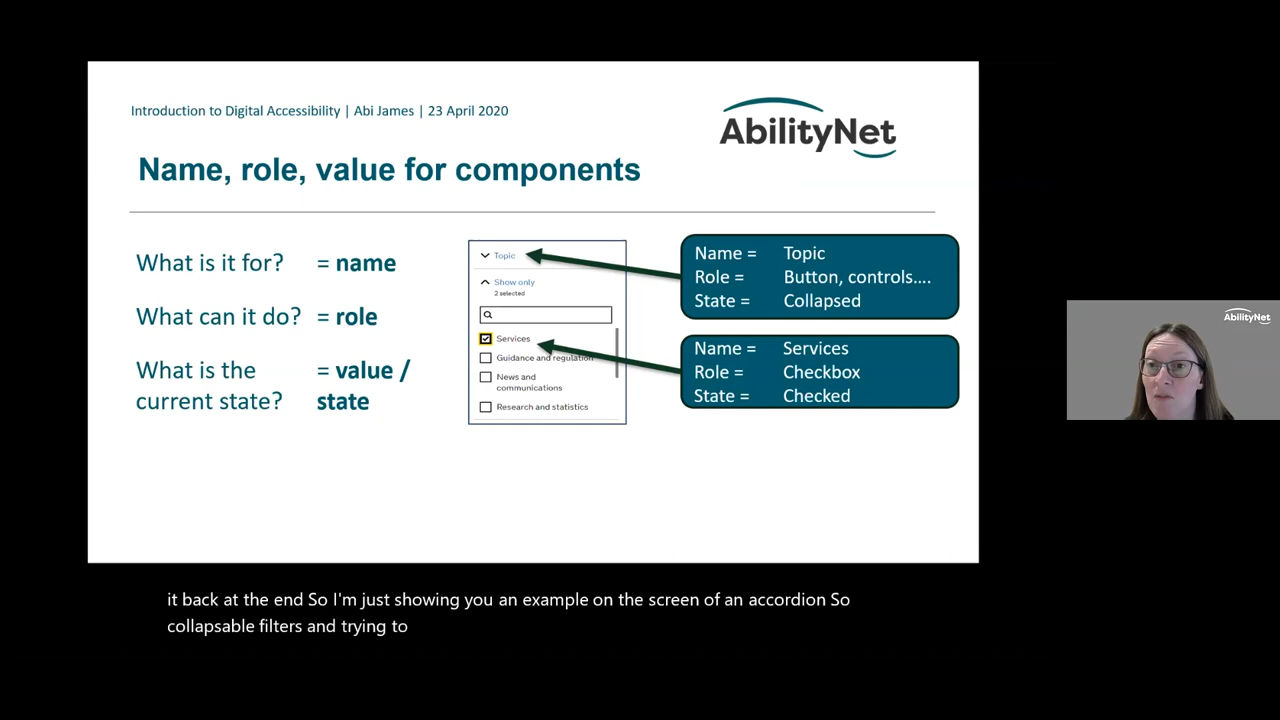 Introduction to Digital Accessibility | Abi James | 23 April 2020
AbilityNet
Name, role, value for components
What is it for? = name
What can it do? = role
What is the = value /
current state? state
Topic
Show only
2 selected
Services
Guidance and regulation
News and
communications
Research and statistics
Name = Topic
Role = Button, controls....
State = Collapsed
Name = Services
Role = Checkbox
State = Checked
AbilityNet
it back at the end So I'm just showing you an example on the screen of an accordion So
collapsable filters and trying to